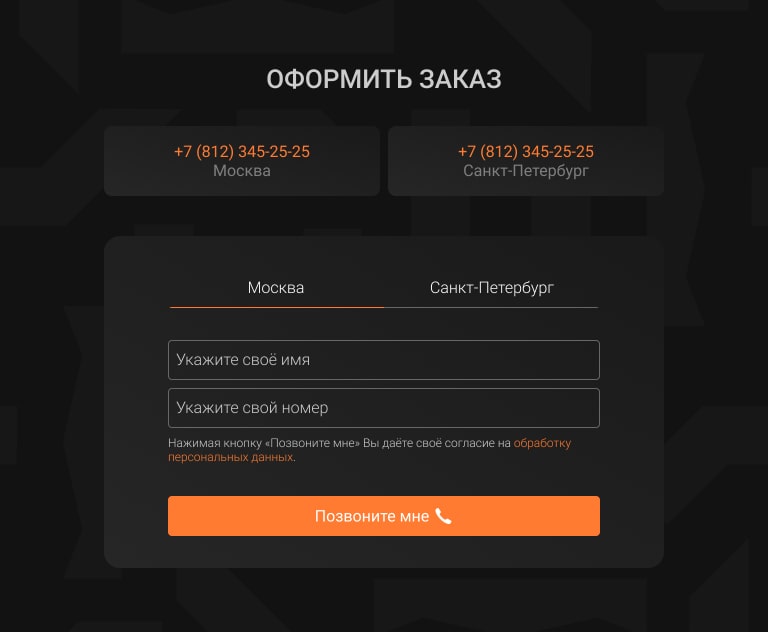 ОФОРМИТЬ ЗАКАЗ
+7 (812) 345-25-25
Москва
+7 (812) 345-25-25
Санкт-Петербург
Москва
Санкт-Петербург
Укажите своё имя
Укажите свой номер
Нажимая кнопку «Позвоните мне» Вы даёте своё согласие на обработку
персональных данных.
Позвоните мне